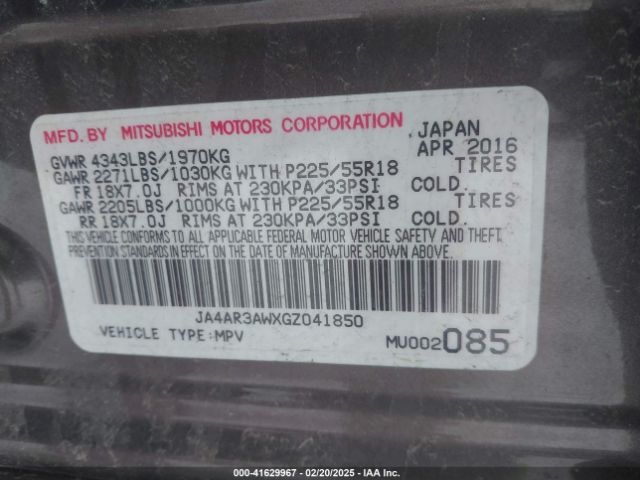 MFD. BY MITSUBISHI MOTORS CORPORATION, JAPAN
GVWR 4343LBS/1970KG APR 2016
GAWR 2271LBS/1030KG WITH P225/55R18 TIRES
FR 18X7.0J RIMS AT 230KPA/33PSI COLD.
GAWR 2205LBS/1000KG WITH P225/55R18 TIRES
RR 18X7.0J RIMS AT 230KPA/33PSI COLD.
THIS VEHICLE CONFORMS TO ALL APPLICABLE FEDERAL MOTOR VEHICLE SAFETY AND THEFT
PREVENTION STANDARDS IN EFFECT ON THE DATE OF MANUFACTURE SHOWN ABOVE.
JA4AR3AWXGZ041850
VEHICLE TYPE:MPV MU002085
000-41629967 - 02/20/2025 - IAA Inc.